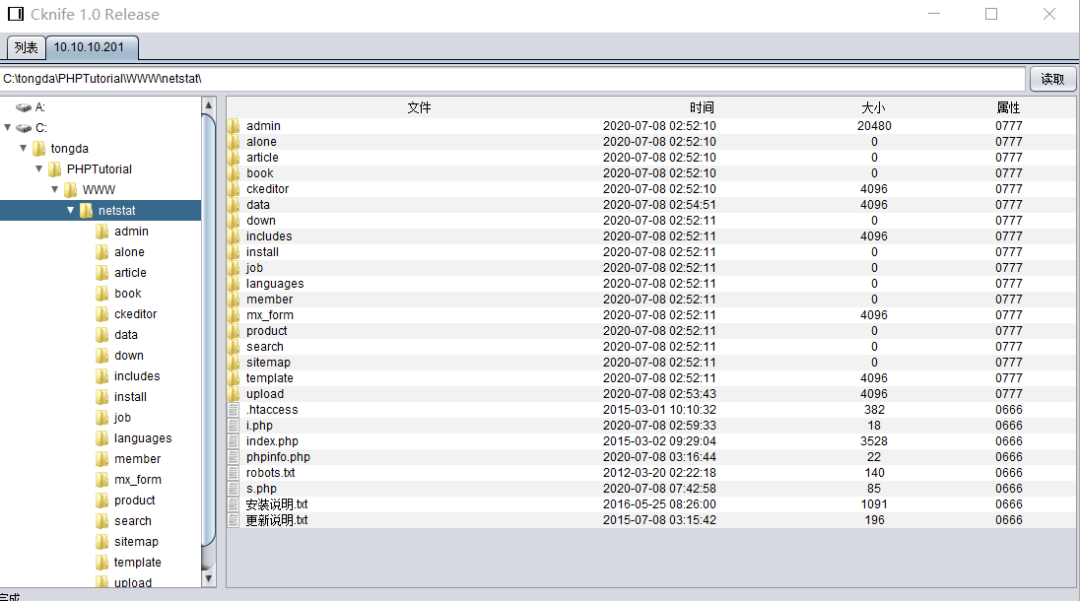 Cknife 1.0 Release
列表 10.10.10.201
C:\tongda\PHPTutorial\WWW\netstat\ 读取
A:
C:
tongda
PHPTutorial
WWW
netstat
admin
alone
article
book
ckeditor
data
down
includes
install
job
languages
member
mx_form
product
search
sitemap
template
upload
文件 时间 大小 属性
admin 2020-07-08 02:52:10 20480 0777
alone 2020-07-08 02:52:10 0 0777
article 2020-07-08 02:52:10 0 0777
book 2020-07-08 02:52:10 0 0777
ckeditor 2020-07-08 02:52:10 4096 0777
data 2020-07-08 02:54:51 4096 0777
down 2020-07-08 02:52:11 0 0777
includes 2020-07-08 02:52:11 4096 0777
install 2020-07-08 02:52:11 0 0777
job 2020-07-08 02:52:11 0 0777
languages 2020-07-08 02:52:11 0 0777
member 2020-07-08 02:52:11 0 0777
mx_form 2020-07-08 02:52:11 4096 0777
product 2020-07-08 02:52:11 0 0777
search 2020-07-08 02:52:11 0 0777
sitemap 2020-07-08 02:52:11 0 0777
template 2020-07-08 02:52:11 4096 0777
upload 2020-07-08 02:53:43 4096 0777
.htaccess 2015-03-01 10:10:32 382 0666
i.php 2020-07-08 02:59:33 18 0666
index.php 2015-03-02 09:29:04 3528 0666
phpinfo.php 2020-07-08 03:16:44 22 0666
robots.txt 2012-03-20 02:22:18 140 0666
s.php 2020-07-08 07:42:58 85 0666
安装说明.txt 2016-05-25 08:26:00 1091 0666
更新说明.txt 2015-07-08 03:15:42 196 0666
完成